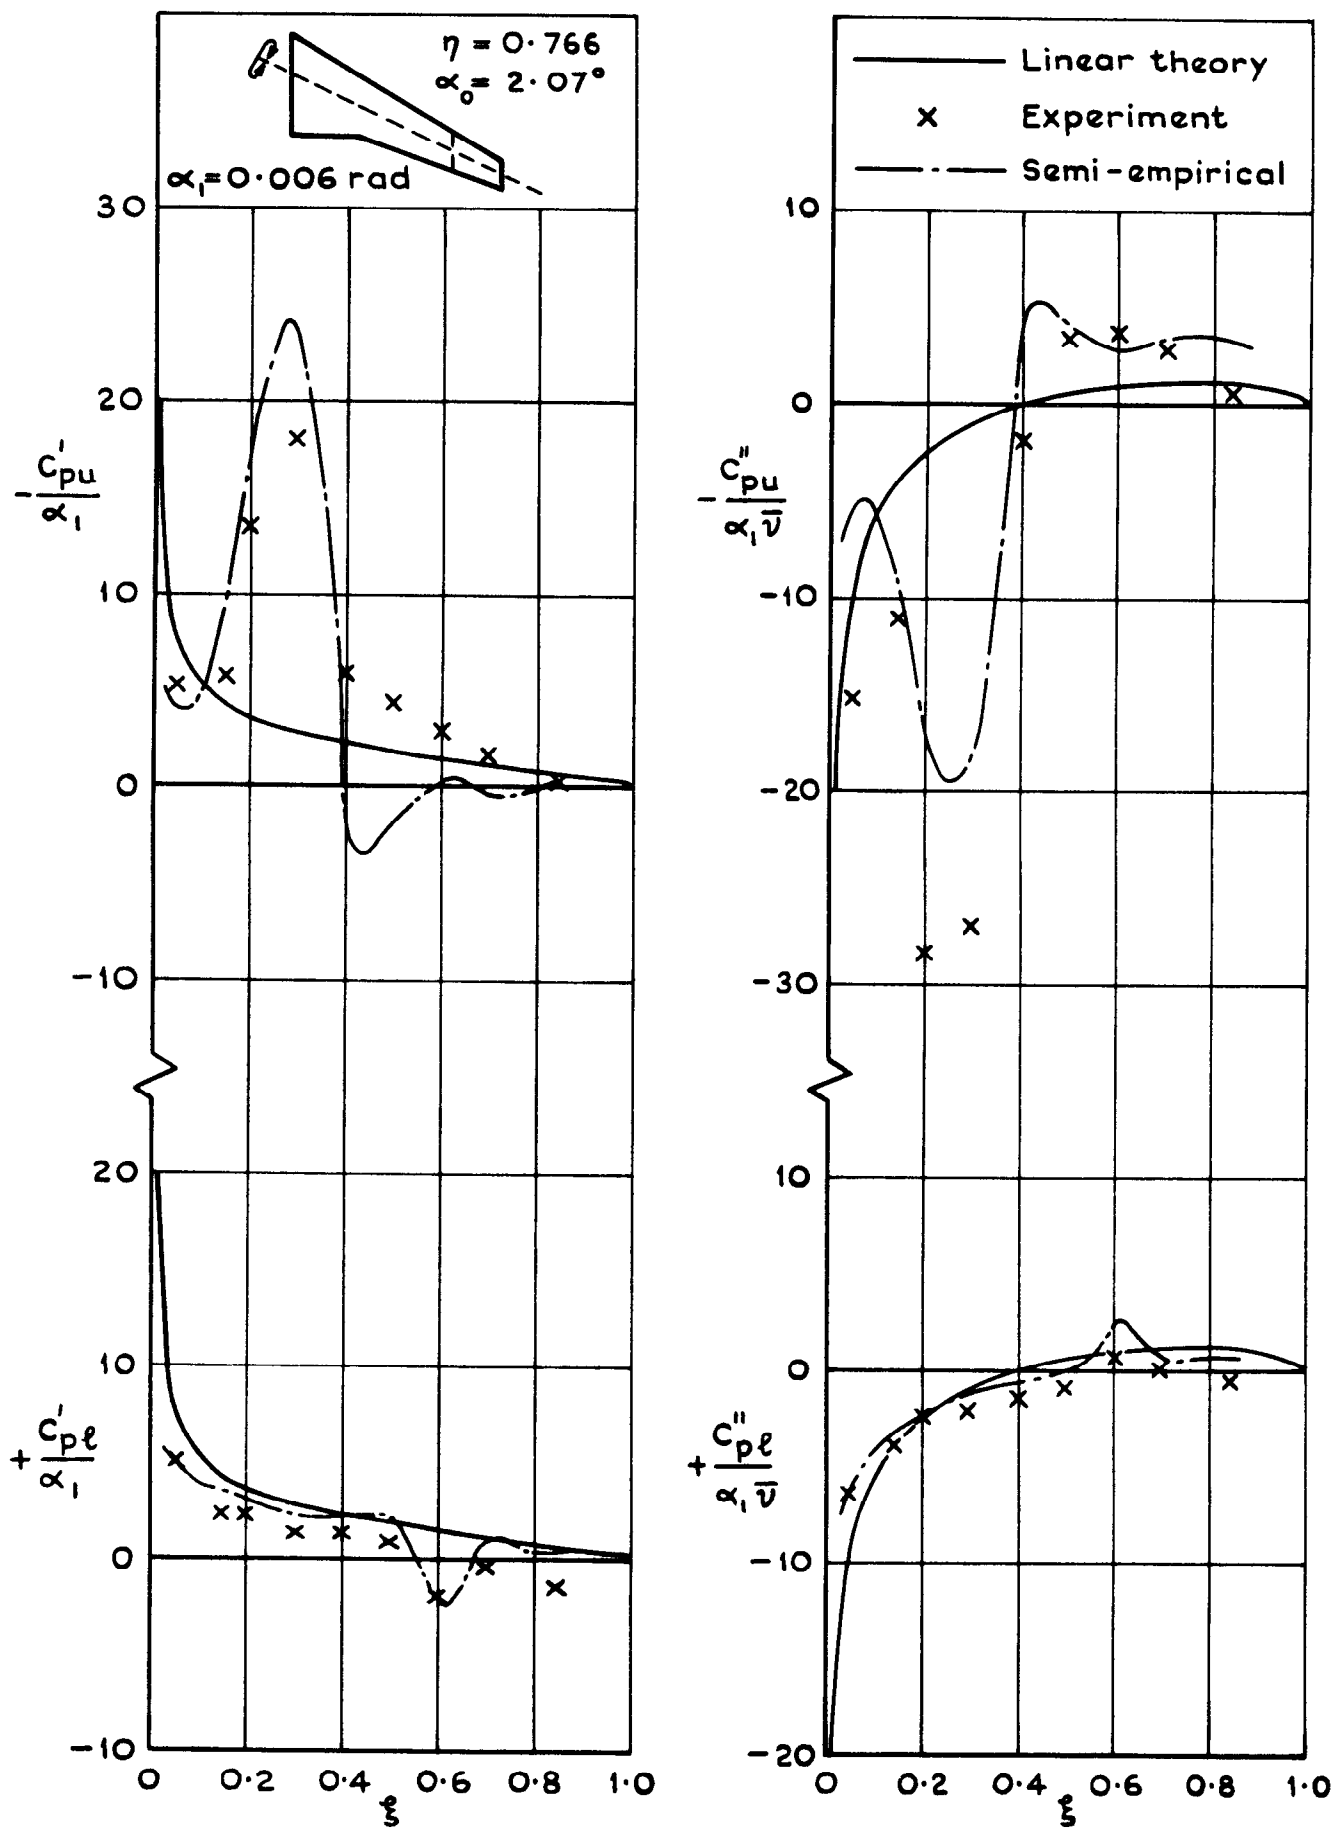 η = 0·766
α₀ = 2·07°
α₁ = 0·006 rad
Linear theory
× Experiment
Semi-empirical
30
20
10
0
-10
- C'pu / α₁
10
0
-10
-20
-30
- C"pu / α₁ ν̄
20
10
0
-10
+ C'pℓ / α₁
0 0·2 0·4 0·6 0·8 1·0
ξ
10
0
-10
-20
+ C"pℓ / α₁ ν̄
0 0·2 0·4 0·6 0·8 1·0
ξ